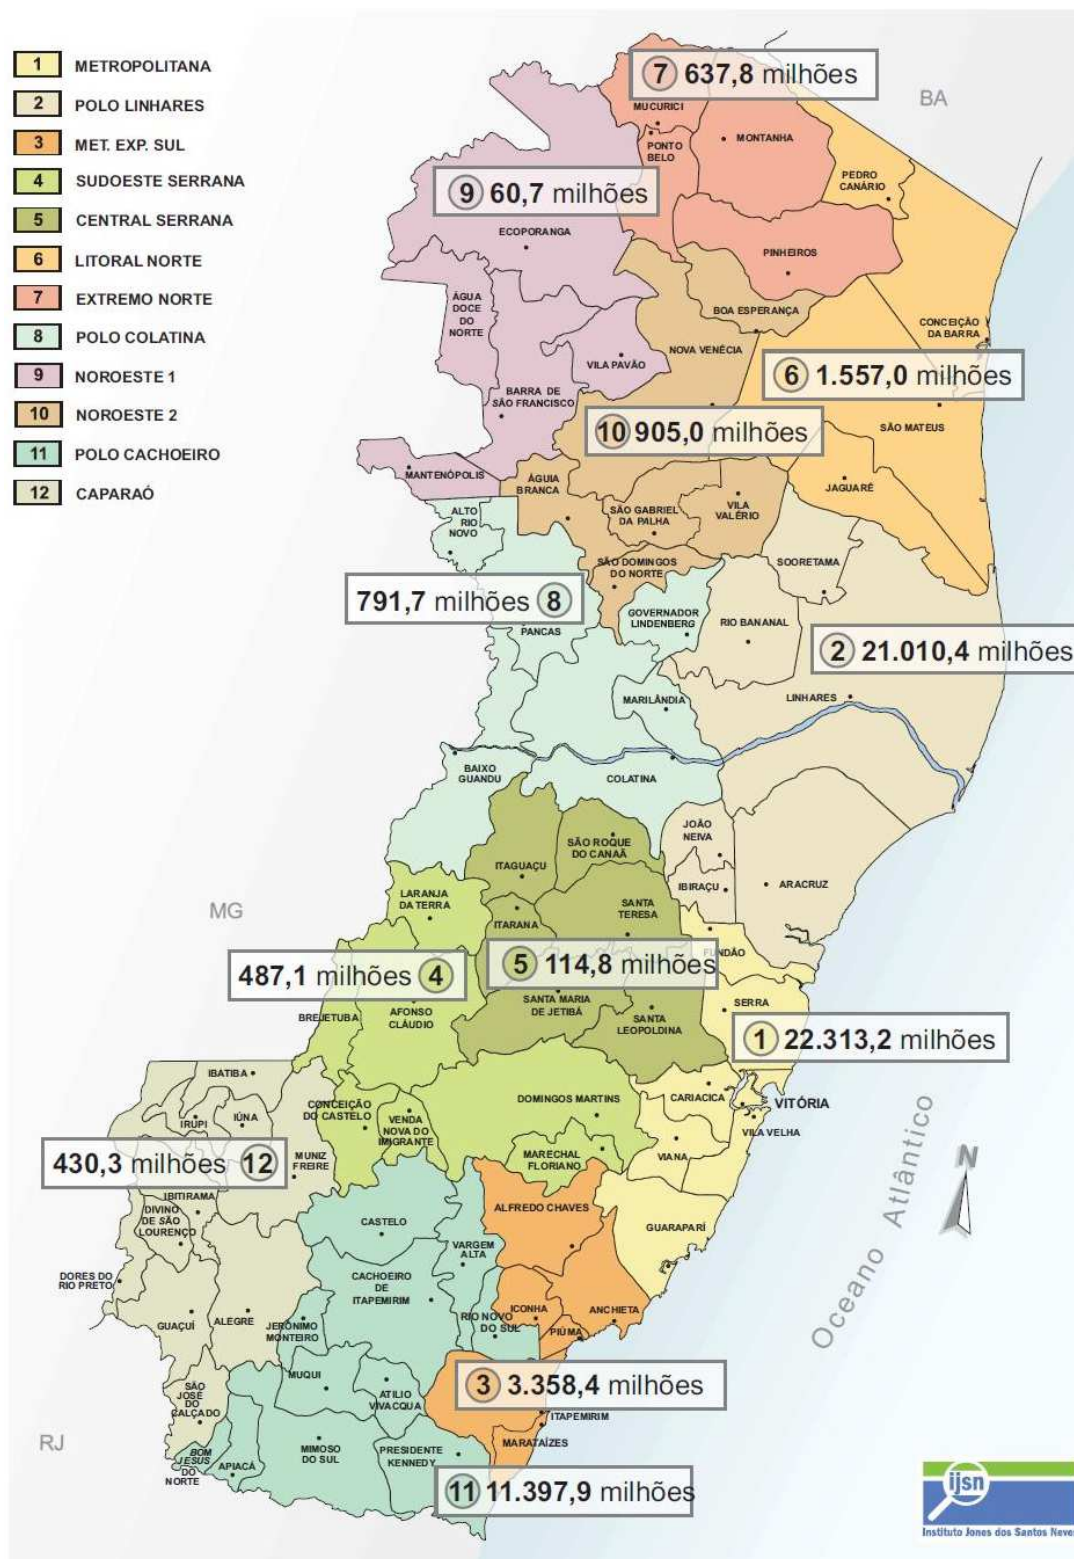 1 METROPOLITANA
2 POLO LINHARES
3 MET. EXP. SUL
4 SUDOESTE SERRANA
5 CENTRAL SERRANA
6 LITORAL NORTE
7 EXTREMO NORTE
8 POLO COLATINA
9 NOROESTE 1
10 NOROESTE 2
11 POLO CACHOEIRO
12 CAPARAÓ
7 637,8 milhões
BA
MUCURICI
MONTANHA
PONTO
BELO
PEDRO
CANÁRIO
9 60,7 milhões
ECOPORANGA
PINHEIROS
ÁGUA
DOCE
DO
NORTE
BOA ESPERANÇA
CONCEIÇÃO
DA BARRA
NOVA VENÉCIA
VILA PAVÃO
6 1.557,0 milhões
BARRA DE
SÃO FRANCISCO
10 905,0 milhões
SÃO MATEUS
MANTENÓPOLIS
ÁGUIA
BRANCA
JAGUARÉ
ALTO
RIO
NOVO
SÃO GABRIEL
DA PALHA
VILA
VALÉRIO
SOORETAMA
SÃO DOMINGOS
DO NORTE
791,7 milhões 8
GOVERNADOR
LINDENBERG
RIO BANANAL
PANCAS
2 21.010,4 milhões
MARILÂNDIA
LINHARES
BAIXO
GUANDU
COLATINA
JOÃO
NEIVA
SÃO ROQUE
DO CANAÃ
ITAGUAÇU
IBIRAÇU
ARACRUZ
LARANJA
DA TERRA
SANTA
TERESA
MG
ITARANA
FUNDÃO
487,1 milhões 4
5 114,8 milhões
SERRA
SANTA MARIA
DE JETIBÁ
BREJETUBA
AFONSO
CLÁUDIO
SANTA
LEOPOLDINA
1 22.313,2 milhões
IBATIBA
CARIACICA
VITÓRIA
CONCEIÇÃO
DO CASTELO
DOMINGOS MARTINS
IRUPI
IÚNA
VENDA
NOVA DO
IMIGRANTE
VILA VELHA
430,3 milhões 12
MUNIZ
FREIRE
MARECHAL
FLORIANO
VIANA
Oceano Atlântico
N
IBITIRAMA
DIVINO
DE SÃO
LOURENÇO
CASTELO
ALFREDO CHAVES
GUARAPARÍ
VARGEM
ALTA
DORES DO
RIO PRETO
CACHOEIRO
DE
ITAPEMIRIM
GUAÇUÍ
ALEGRE
JERÔNIMO
MONTEIRO
RIO NOVO
DO SUL
ICONHA
ANCHIETA
PIÚMA
MUQUI
SÃO
JOSÉ
DO
CALÇADO
ATILIO
VIVACQUA
3 3.358,4 milhões
ITAPEMIRIM
RJ
MARATAÍZES
BOM
JESUS
DO
NORTE
APIACÁ
MIMOSO
DO SUL
PRESIDENTE
KENNEDY
11 11.397,9 milhões
ijsn
Instituto Jones dos Santos Neves